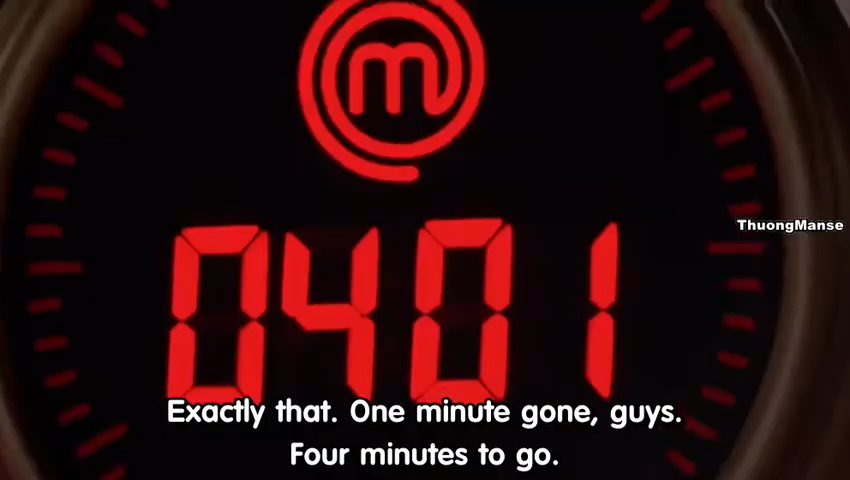 m
0401
ThuongManse
Exactly that. One minute gone, guys.
Four minutes to go.